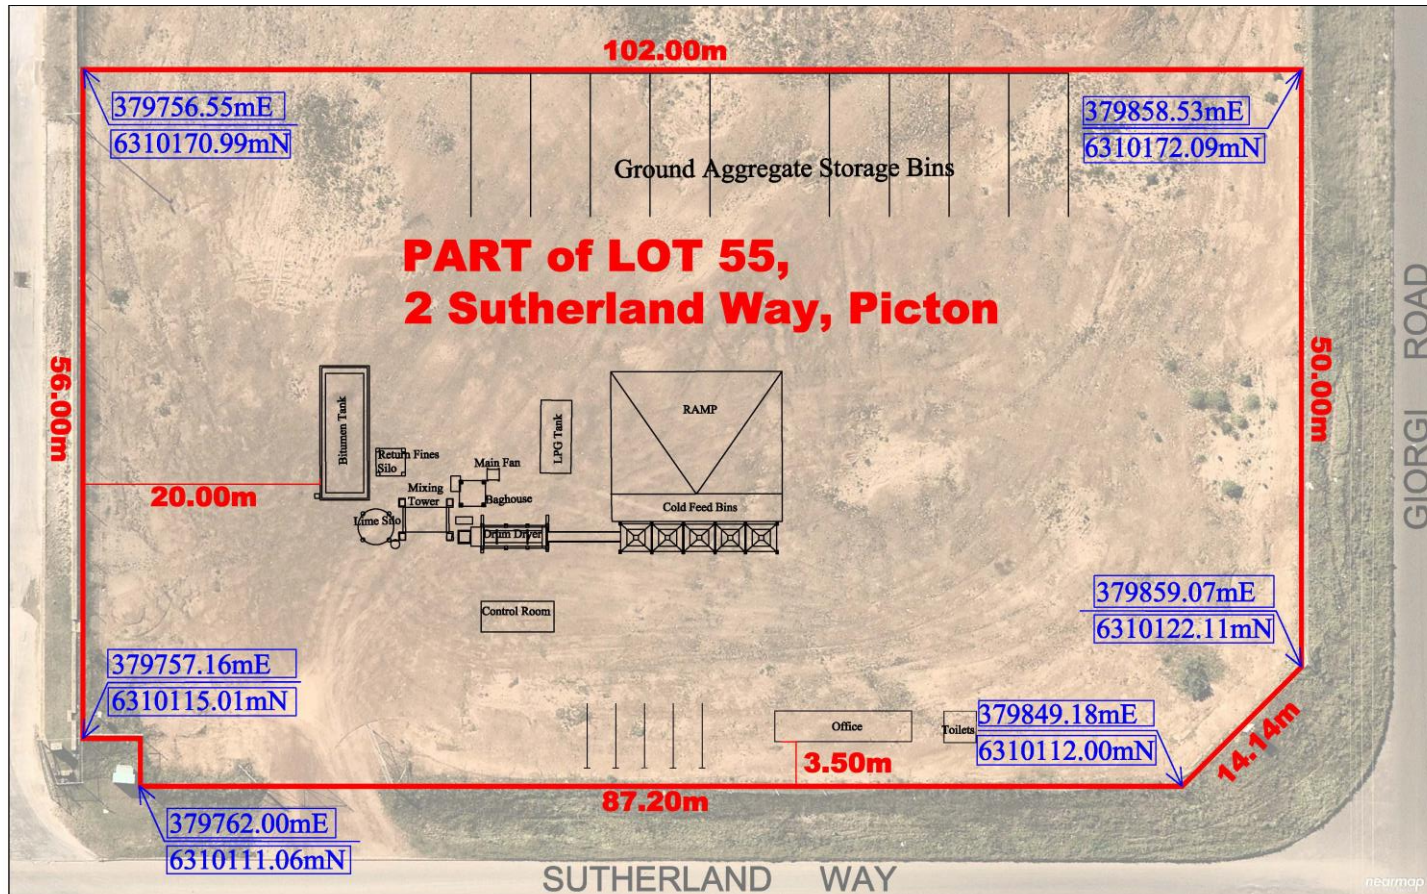 102.00m
379756.55mE
6310170.99mN
379858.53mE
6310172.09mN
Ground Aggregate Storage Bins
PART of LOT 55,
2 Sutherland Way, Picton
56.00m
50.00m
GIORGI ROAD
Bitumen Tank
LPG Tank
RAMP
Return Fines
Silo
Main Fan
Mixing
Tower
Baghouse
20.00m
Cold Feed Bins
Lime Silo
Drum Dryer
Control Room
379859.07mE
6310122.11mN
379757.16mE
6310115.01mN
Office
Toilets
379849.18mE
6310112.00mN
14.14m
3.50m
87.20m
379762.00mE
6310111.06mN
SUTHERLAND WAY
nearmap